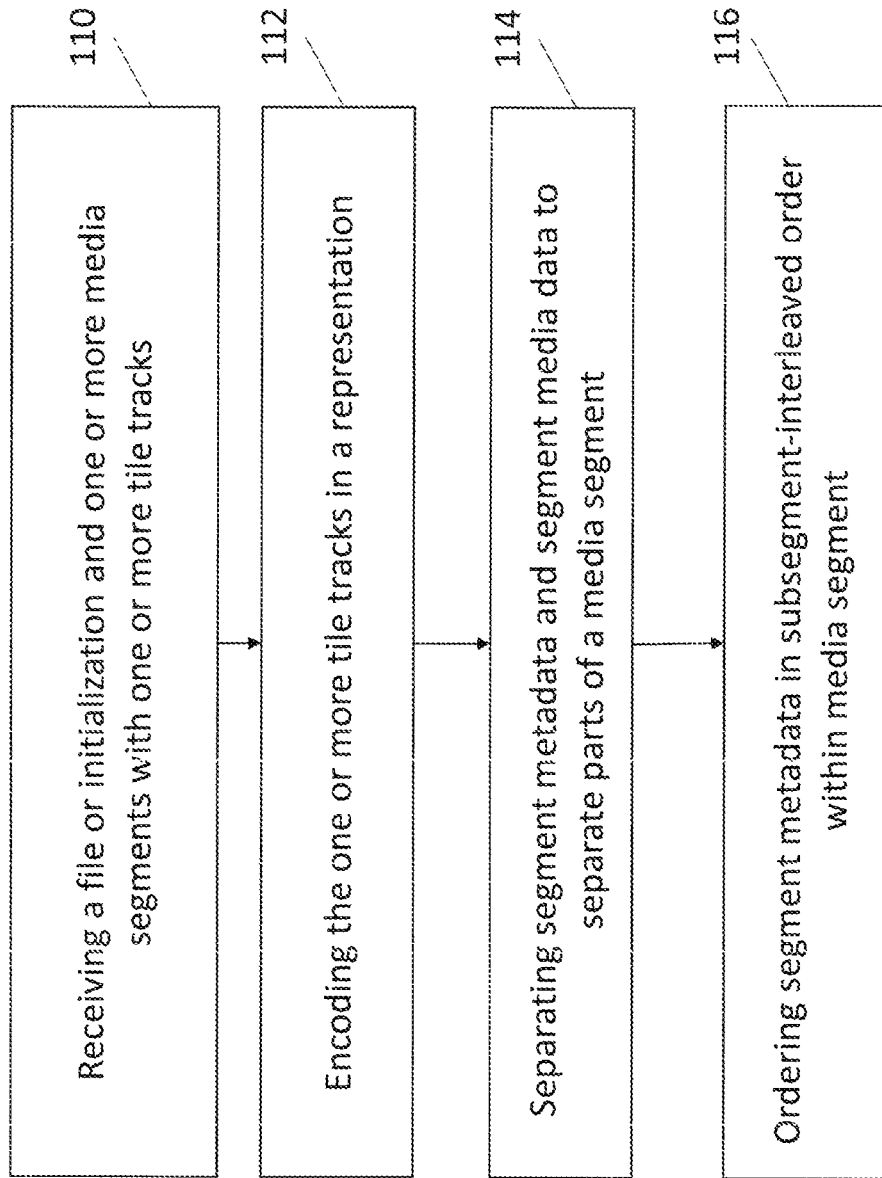 110
Receiving a file or initialization and one or more media
segments with one or more tile tracks
112
Encoding the one or more tile tracks in a representation
114
Separating segment metadata and segment media data to
separate parts of a media segment
116
Ordering segment metadata in subsegment-interleaved order
within media segment